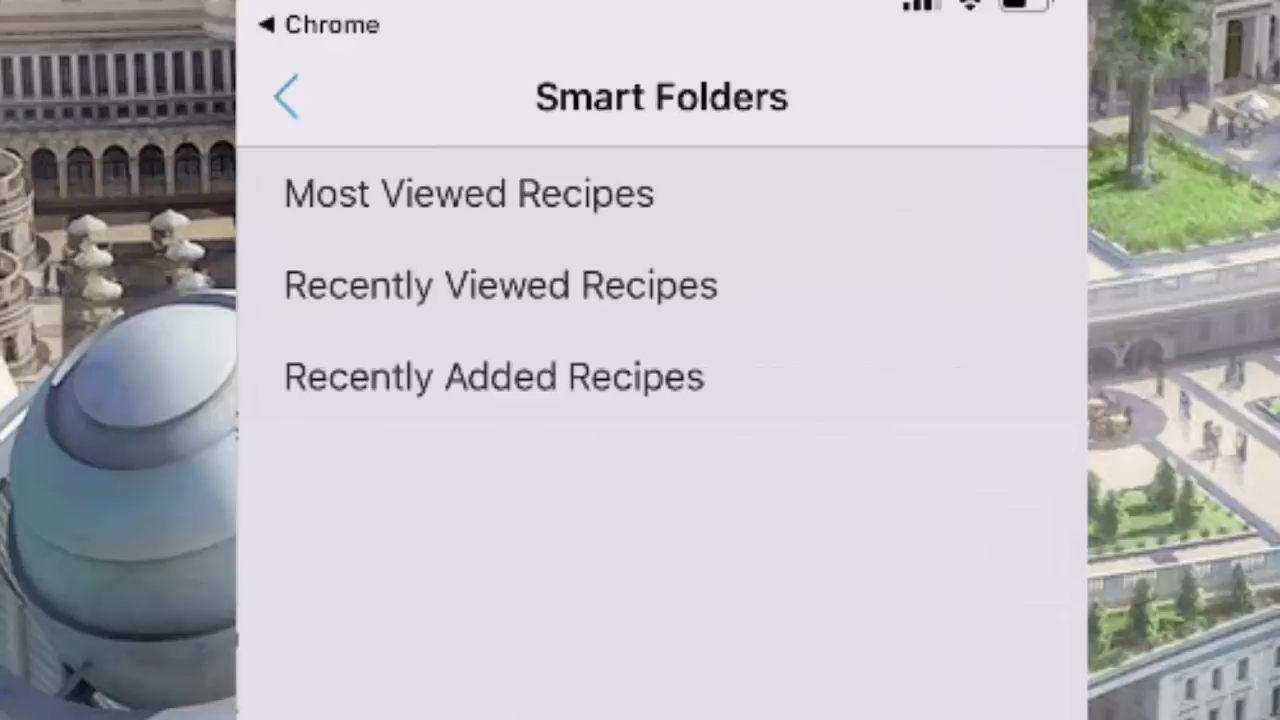 ◀ Chrome
Smart Folders
Most Viewed Recipes
Recently Viewed Recipes
Recently Added Recipes